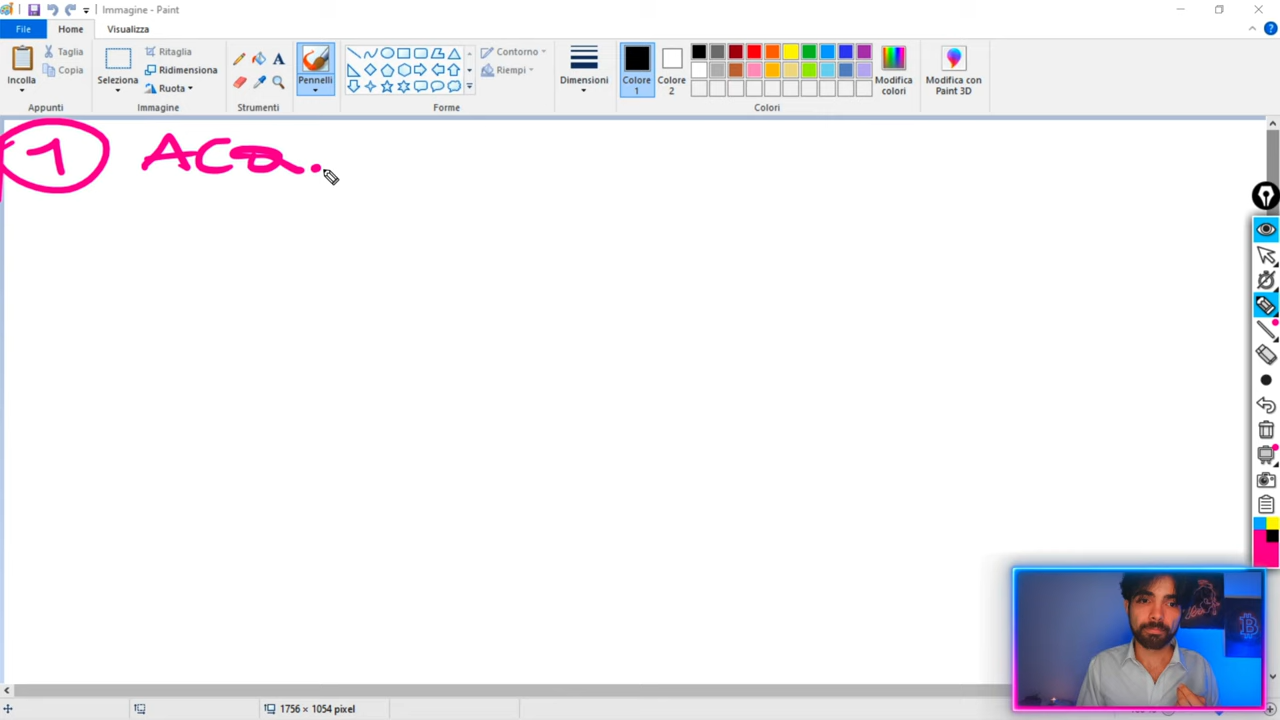 Immagine - Paint
File Home Visualizza
Incolla Taglia Copia Seleziona Ritaglia Ridimensiona Ruota Pennelli Contorno Riempi Dimensioni Colore 1 Colore 2 Modifica colori Modifica con Paint 3D
Appunti Immagine Strumenti Forme Colori
1 ACQ.
B
1756 × 1054 pixel